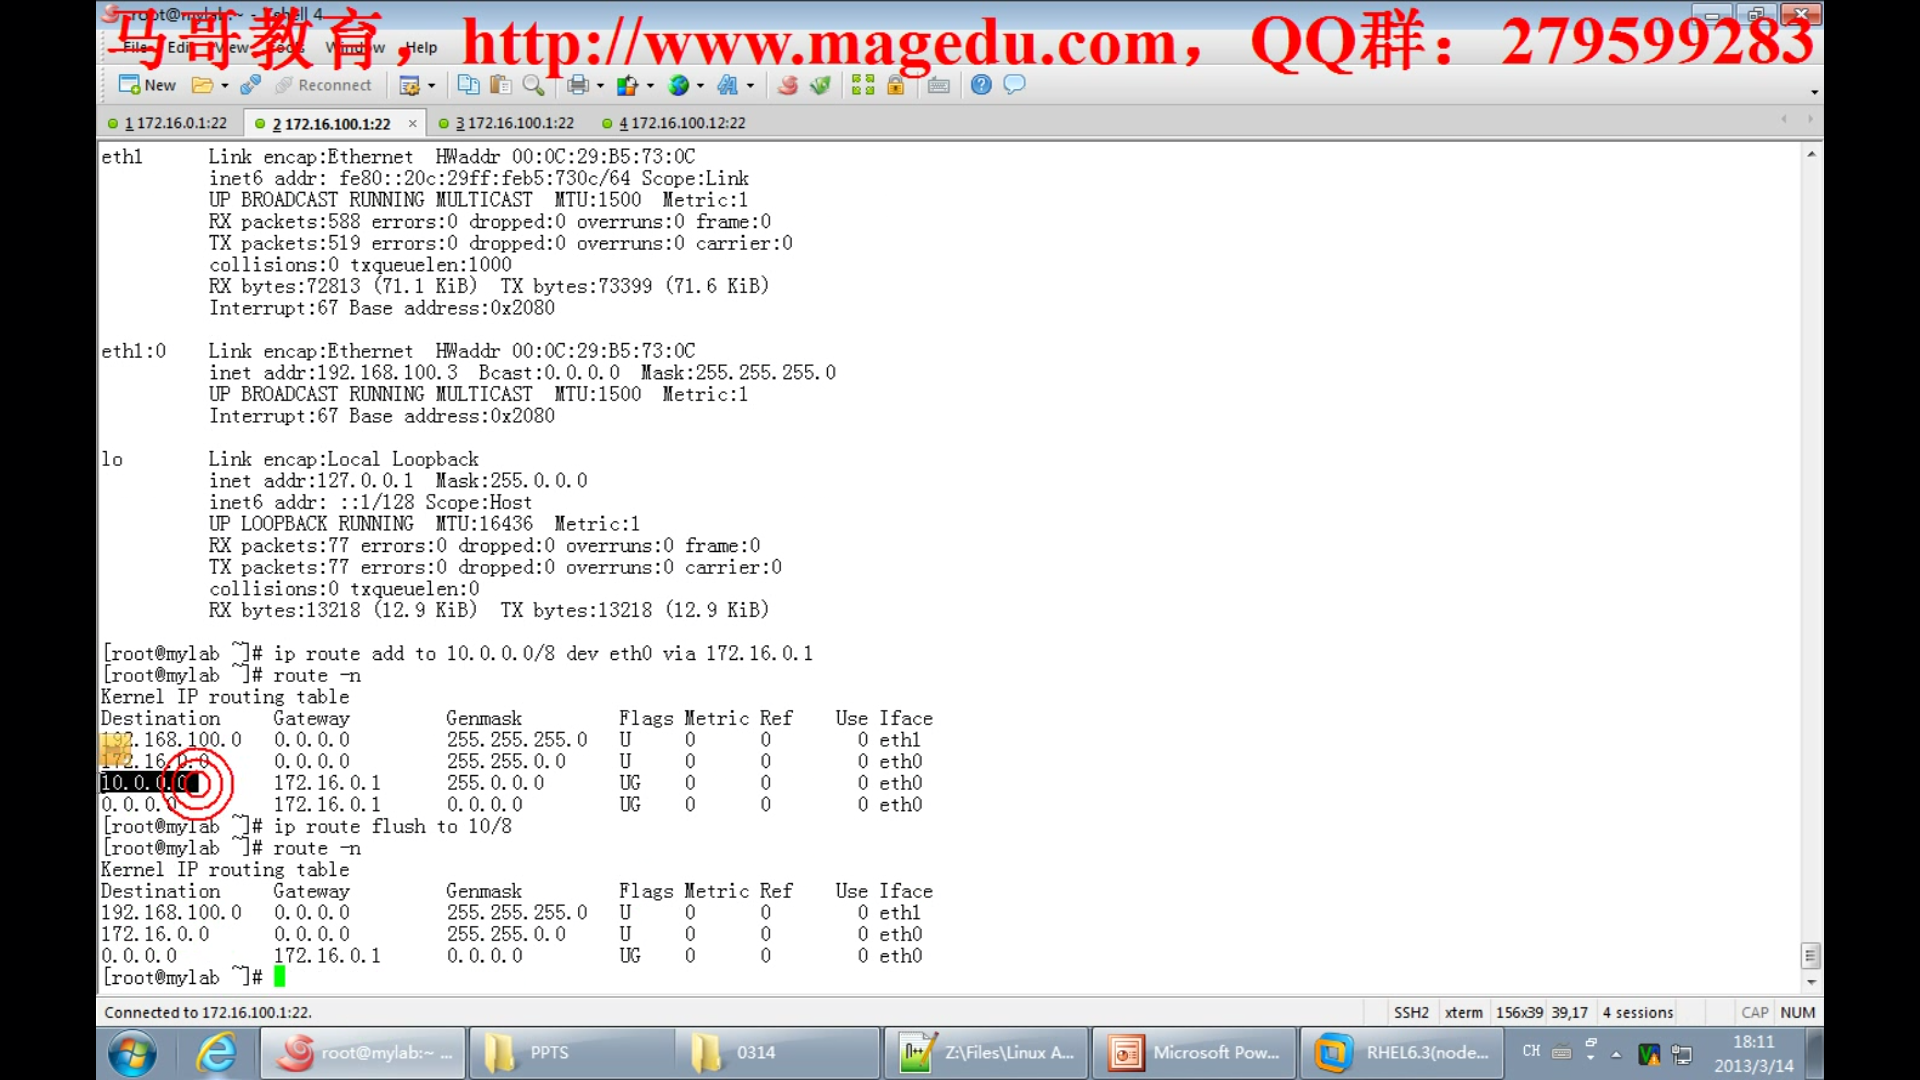 root@mylab:~ - Xshell 4
马哥教育，http://www.magedu.com，QQ群：279599283
File Edit View Tools Window Help
New Reconnect
1 172.16.0.1:22 2 172.16.100.1:22 3 172.16.100.1:22 4 172.16.100.12:22
eth1 Link encap:Ethernet HWaddr 00:0C:29:B5:73:0C
inet6 addr: fe80::20c:29ff:feb5:730c/64 Scope:Link
UP BROADCAST RUNNING MULTICAST MTU:1500 Metric:1
RX packets:588 errors:0 dropped:0 overruns:0 frame:0
TX packets:519 errors:0 dropped:0 overruns:0 carrier:0
collisions:0 txqueuelen:1000
RX bytes:72813 (71.1 KiB) TX bytes:73399 (71.6 KiB)
Interrupt:67 Base address:0x2080
eth1:0 Link encap:Ethernet HWaddr 00:0C:29:B5:73:0C
inet addr:192.168.100.3 Bcast:0.0.0.0 Mask:255.255.255.0
UP BROADCAST RUNNING MULTICAST MTU:1500 Metric:1
Interrupt:67 Base address:0x2080
lo Link encap:Local Loopback
inet addr:127.0.0.1 Mask:255.0.0.0
inet6 addr: ::1/128 Scope:Host
UP LOOPBACK RUNNING MTU:16436 Metric:1
RX packets:77 errors:0 dropped:0 overruns:0 frame:0
TX packets:77 errors:0 dropped:0 overruns:0 carrier:0
collisions:0 txqueuelen:0
RX bytes:13218 (12.9 KiB) TX bytes:13218 (12.9 KiB)
[root@mylab ~]# ip route add to 10.0.0.0/8 dev eth0 via 172.16.0.1
[root@mylab ~]# route -n
Kernel IP routing table
Destination Gateway Genmask Flags Metric Ref Use Iface
192.168.100.0 0.0.0.0 255.255.255.0 U 0 0 0 eth1
172.16.0.0 0.0.0.0 255.255.0.0 U 0 0 0 eth0
10.0.0.0 172.16.0.1 255.0.0.0 UG 0 0 0 eth0
0.0.0.0 172.16.0.1 0.0.0.0 UG 0 0 0 eth0
[root@mylab ~]# ip route flush to 10/8
[root@mylab ~]# route -n
Kernel IP routing table
Destination Gateway Genmask Flags Metric Ref Use Iface
192.168.100.0 0.0.0.0 255.255.255.0 U 0 0 0 eth1
172.16.0.0 0.0.0.0 255.255.0.0 U 0 0 0 eth0
0.0.0.0 172.16.0.1 0.0.0.0 UG 0 0 0 eth0
[root@mylab ~]#
Connected to 172.16.100.1:22. SSH2 xterm 156x39 39,17 4 sessions CAP NUM
root@mylab:~ ... PPTS 0314 Z:\Files\Linux A... Microsoft Pow... RHEL6.3(node... CH 18:11
2013/3/14